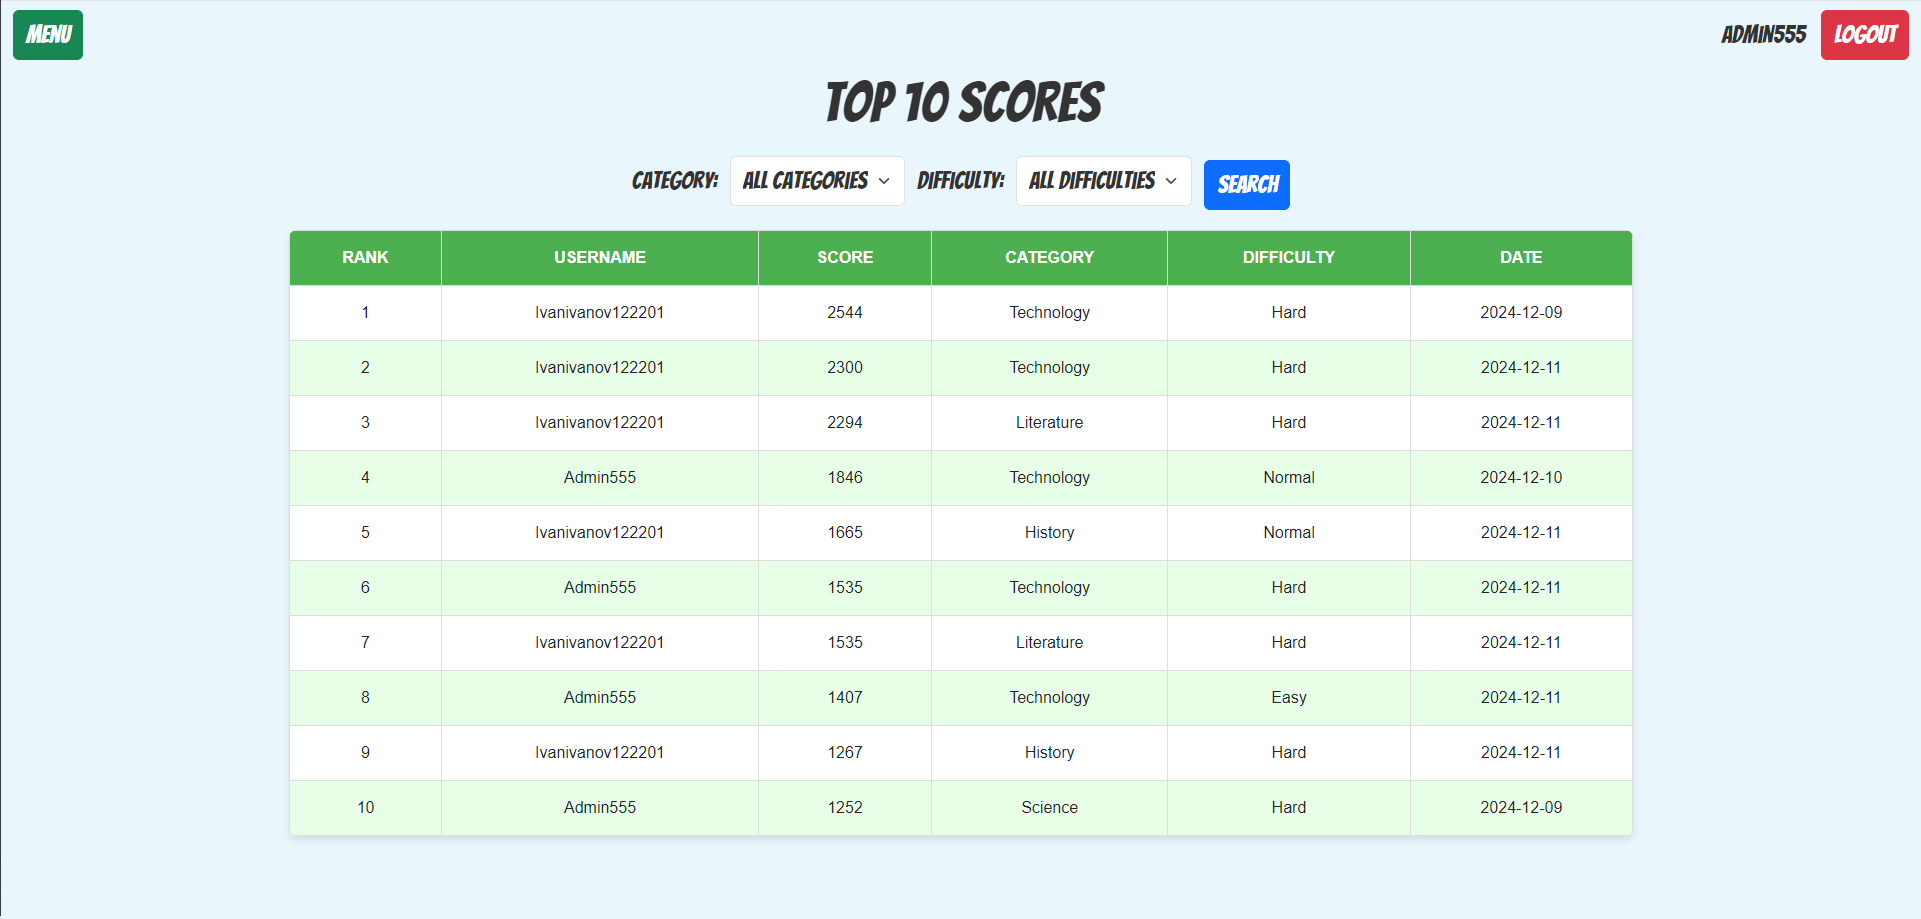 MENU
ADMIN555 LOGOUT
TOP 10 SCORES
CATEGORY: ALL CATEGORIES DIFFICULTY: ALL DIFFICULTIES SEARCH
RANK USERNAME SCORE CATEGORY DIFFICULTY DATE
1 Ivanivanov122201 2544 Technology Hard 2024-12-09
2 Ivanivanov122201 2300 Technology Hard 2024-12-11
3 Ivanivanov122201 2294 Literature Hard 2024-12-11
4 Admin555 1846 Technology Normal 2024-12-10
5 Ivanivanov122201 1665 History Normal 2024-12-11
6 Admin555 1535 Technology Hard 2024-12-11
7 Ivanivanov122201 1535 Literature Hard 2024-12-11
8 Admin555 1407 Technology Easy 2024-12-11
9 Ivanivanov122201 1267 History Hard 2024-12-11
10 Admin555 1252 Science Hard 2024-12-09